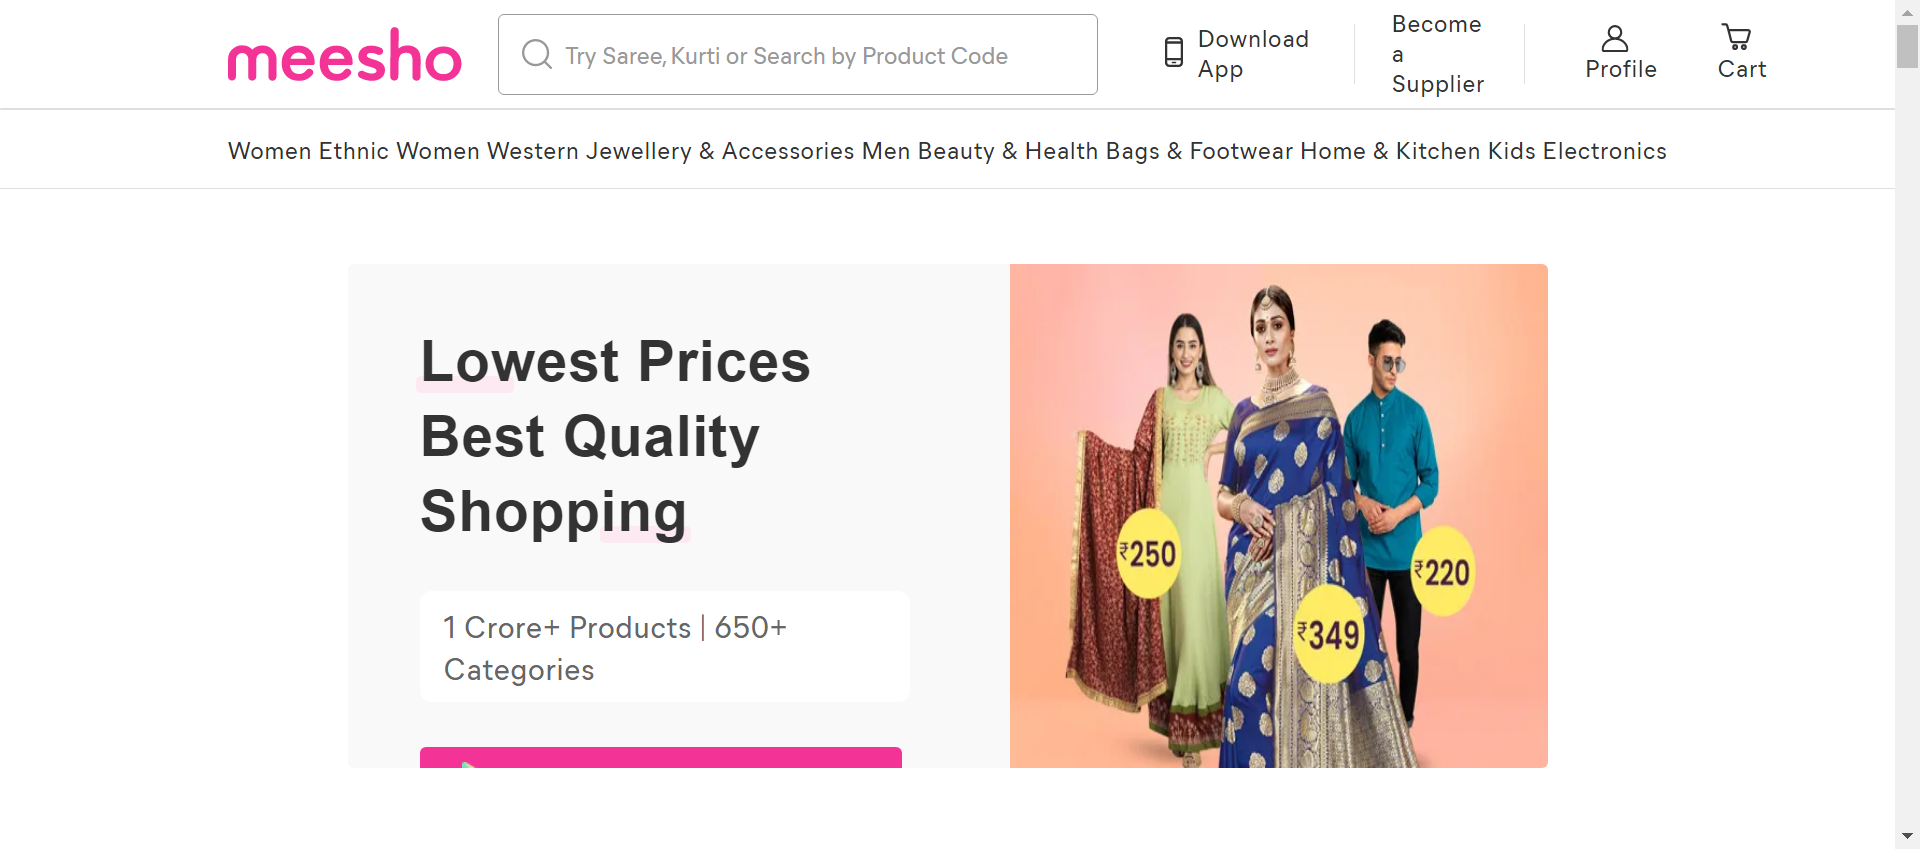 meesho
Try Saree, Kurti or Search by Product Code
Download
App
Become
a
Supplier
Profile
Cart
Women Ethnic Women Western Jewellery & Accessories Men Beauty & Health Bags & Footwear Home & Kitchen Kids Electronics
Lowest Prices
Best Quality
Shopping
1 Crore+ Products | 650+
Categories
₹250
₹349
₹220